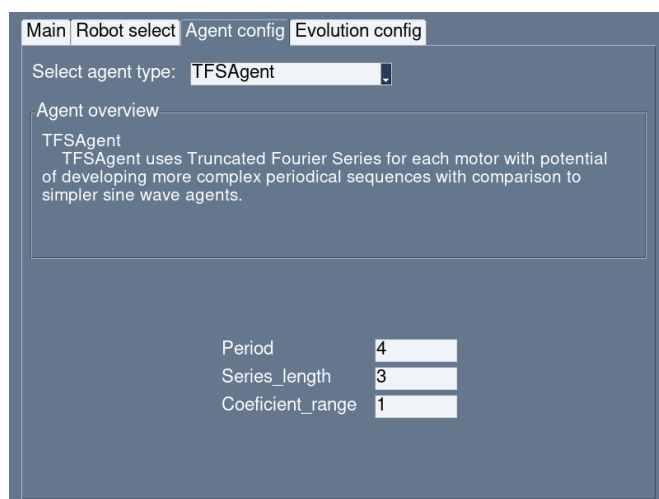 Main Robot select Agent config Evolution config
Select agent type: TFSAgent
Agent overview
TFSAgent
TFSAgent uses Truncated Fourier Series for each motor with potential
of developing more complex periodical sequences with comparison to
simpler sine wave agents.
Period 4
Series_length 3
Coeficient_range 1